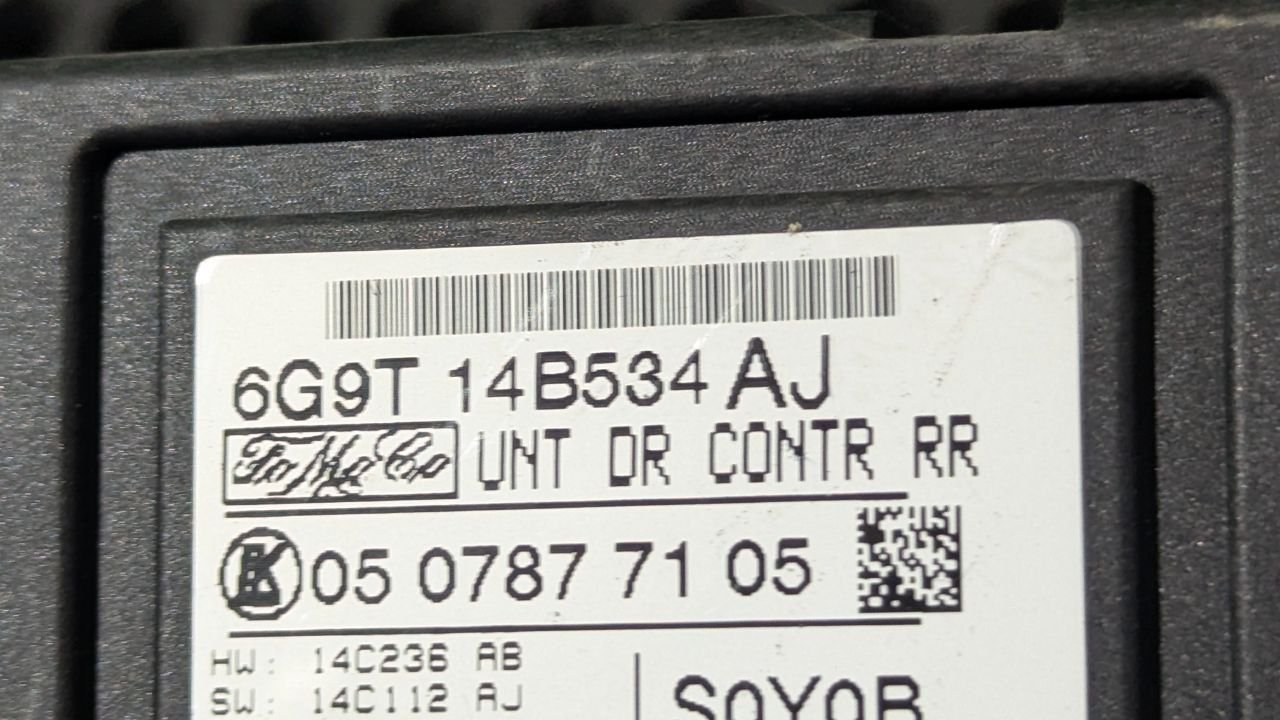 6G9T 14B534 AJ
FoMoCo UNT DR CONTR RR
K 05 0787 71 05
HW: 14C236 AB
SW: 14C112 AJ